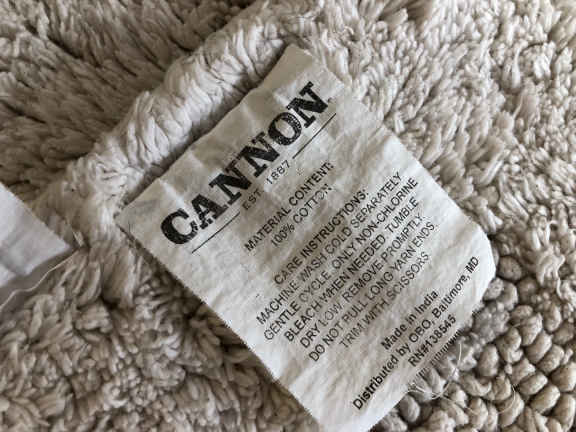 CANNON
EST. 1887.
MATERIAL CONTENT:
100% COTTON
CARE INSTRUCTIONS:
MACHINE WASH COLD SEPARATELY
GENTLE CYCLE. ONLY NON-CHLORINE
BLEACH WHEN NEEDED. TUMBLE
DRY LOW. REMOVE PROMPTLY.
DO NOT PULL - LONG YARN ENDS.
TRIM WITH SCISSORS
Made in India
Distributed by OBO, Baltimore, MD
RN#138545